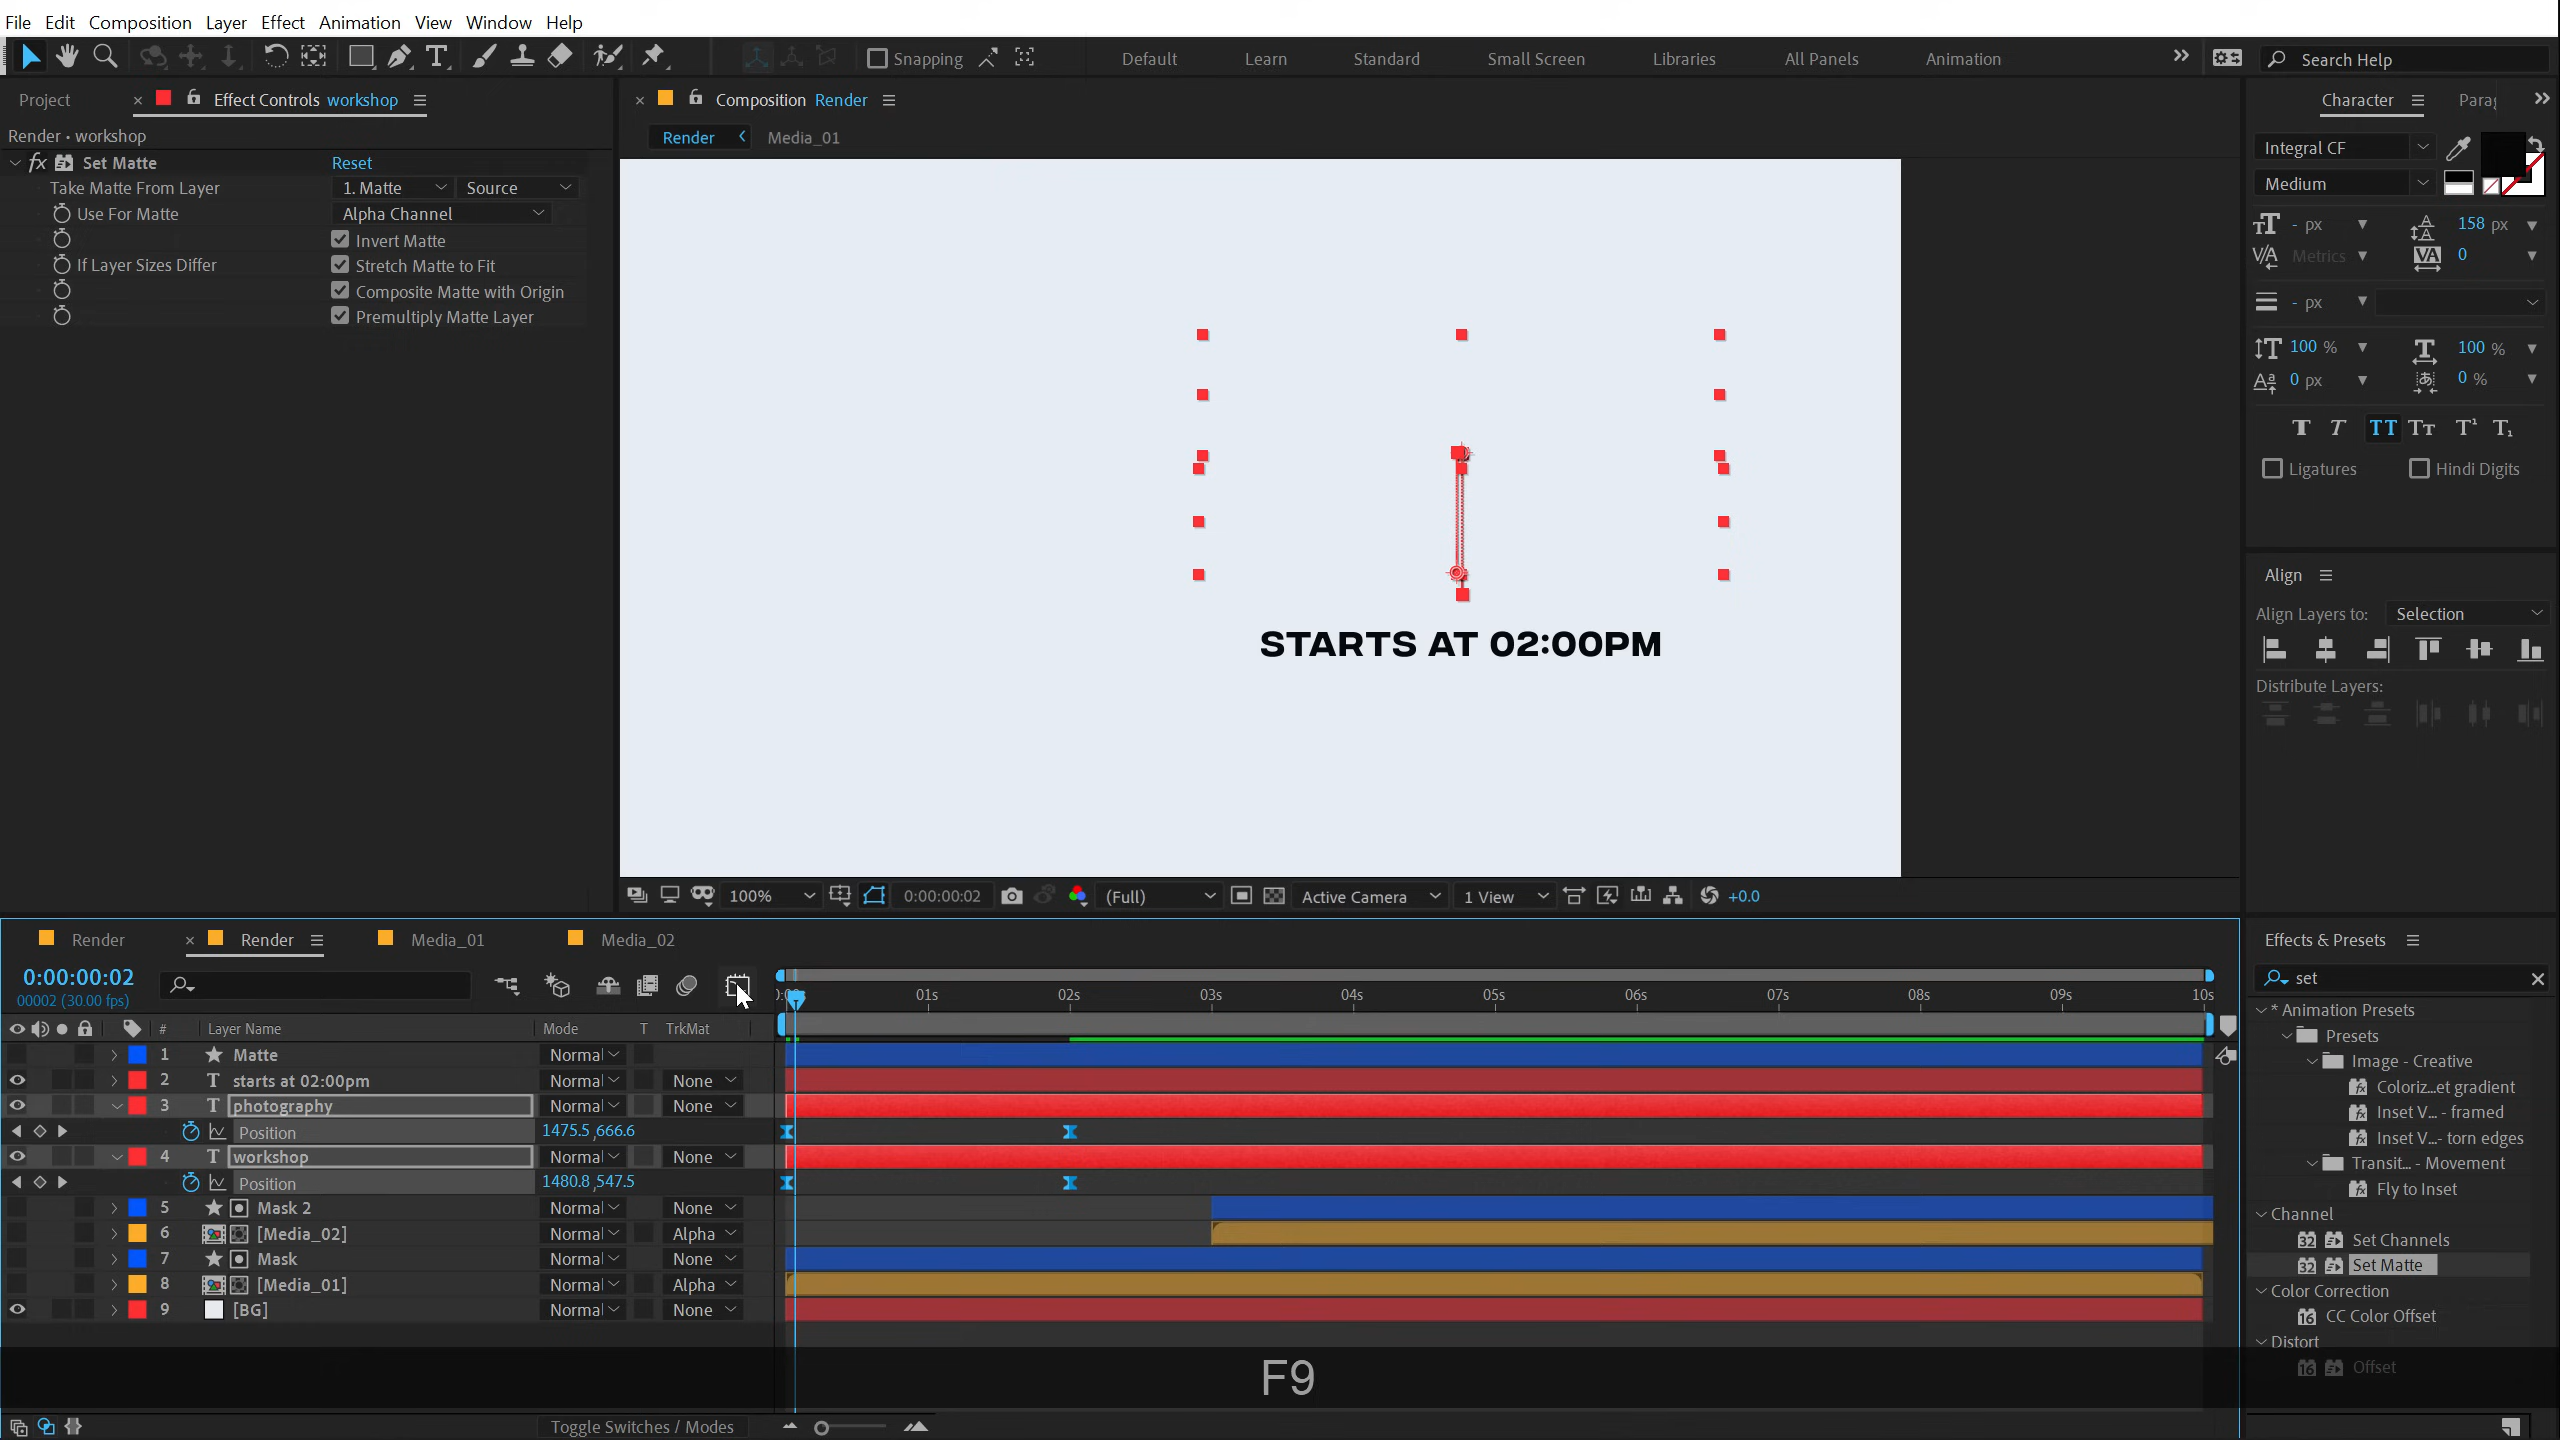 File Edit Composition Layer Effect Animation View Window Help
Snapping Default Learn Standard Small Screen Libraries All Panels Animation Search Help
Project Effect Controls workshop Composition Render Character
Render • workshop Render Media_01
fx Set Matte Reset Integral CF
Take Matte From Layer 1. Matte Source Medium
Use For Matte Alpha Channel - px 158 px
Invert Matte Metrics 0
If Layer Sizes Differ Stretch Matte to Fit
Composite Matte with Origin - px
Premultiply Matte Layer
100 % 100 %
0 px 0 %
Ligatures Hindi Digits
Align
Align Layers to: Selection
STARTS AT 02:00PM
Distribute Layers:
100% 0:00:00:02 (Full) Active Camera 1 View +0.0
Render Render Media_01 Media_02 Effects & Presets
0:00:00:02 set
00002 (30.00 fps) 01s 02s 03s 04s 05s 06s 07s 08s 09s 10s
# Layer Name Mode T TrkMat
1 Matte Normal
2 T starts at 02:00pm Normal None
3 T photography Normal None
Position 1475.5,666.6
4 T workshop Normal None
Position 1480.8,547.5
5 Mask 2 Normal None
6 [Media_02] Normal Alpha
7 Mask Normal None
8 [Media_01] Normal Alpha
9 [BG] Normal None
* Animation Presets
Presets
Image - Creative
Coloriz...et gradient
Inset V... - framed
Inset V...- torn edges
Transit... - Movement
Fly to Inset
Channel
32 Set Channels
32 Set Matte
Color Correction
16 CC Color Offset
Distort
16 Offset
F9
Toggle Switches / Modes